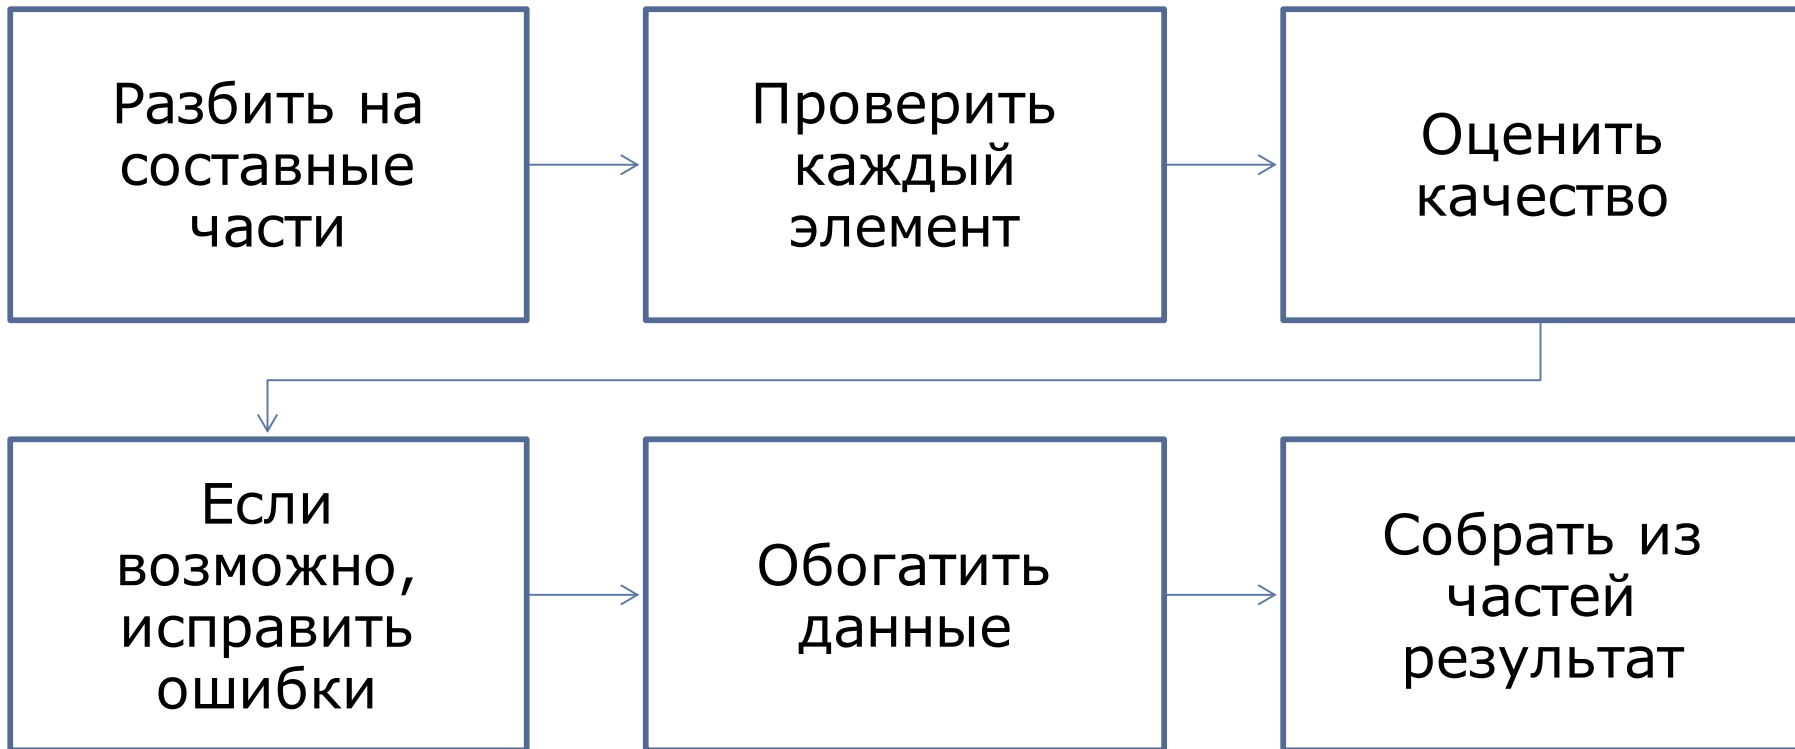 Разбить на
составные
части
Проверить
каждый
элемент
Оценить
качество
Если
возможно,
исправить
ошибки
Обогатить
данные
Собрать из
частей
результат